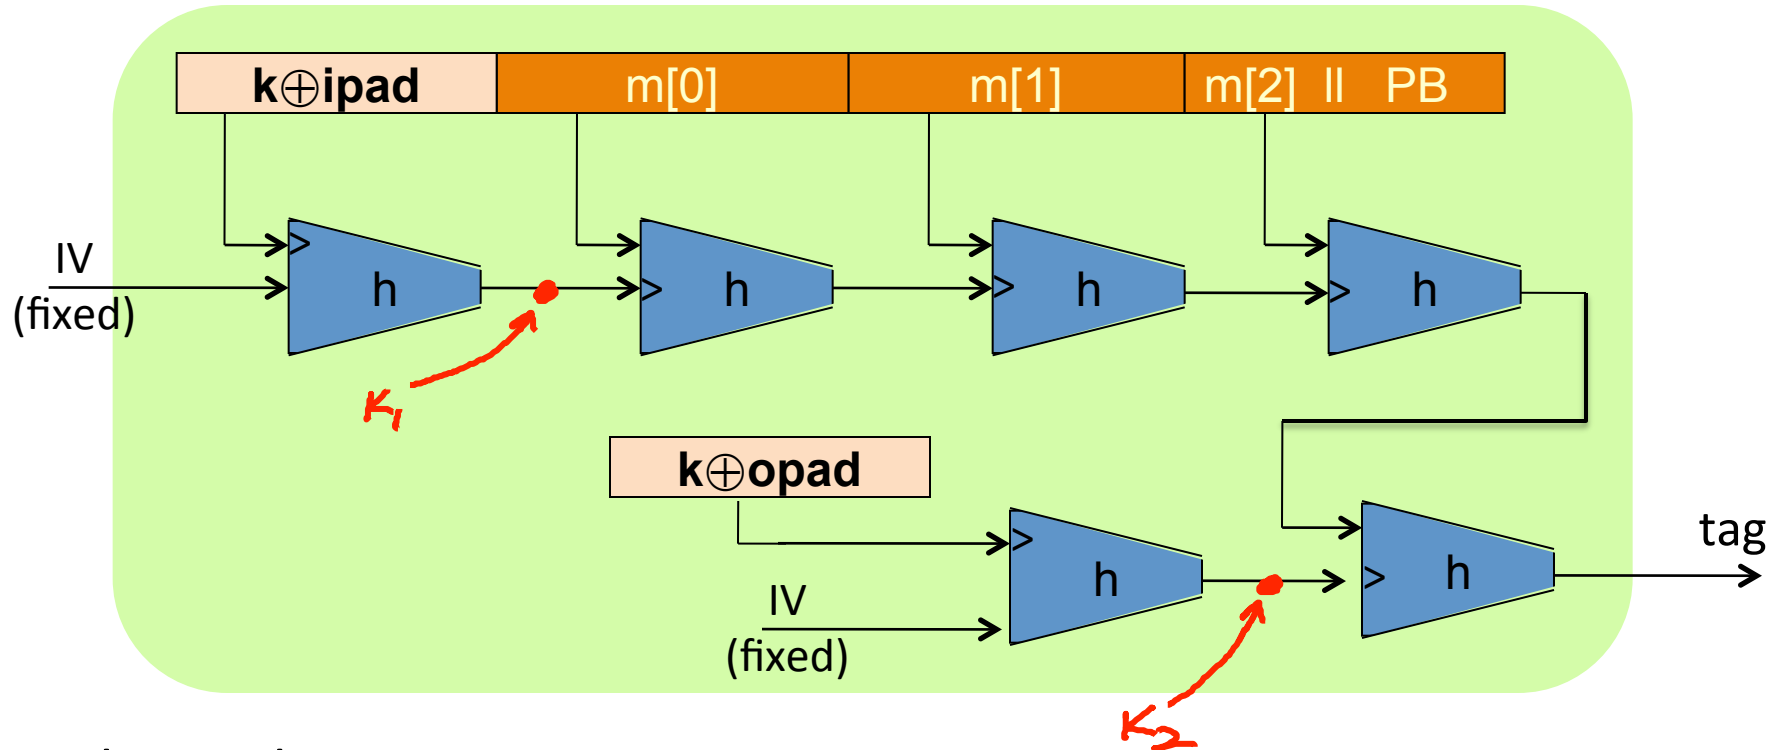 k⊕ipad m[0] m[1] m[2] ll PB
> > > >
IV
(fixed)
h h h h
K1
k⊕opad
>
IV
(fixed)
h
> h
tag
K2